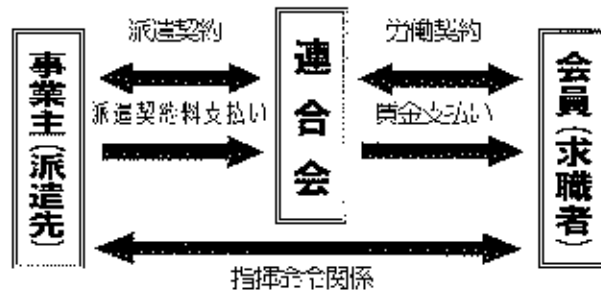 派遣契約
労働契約
事業主(派遣先)
連合会
会員(求職者)
派遣契約料支払い
賃金支払い
指揮命令関係